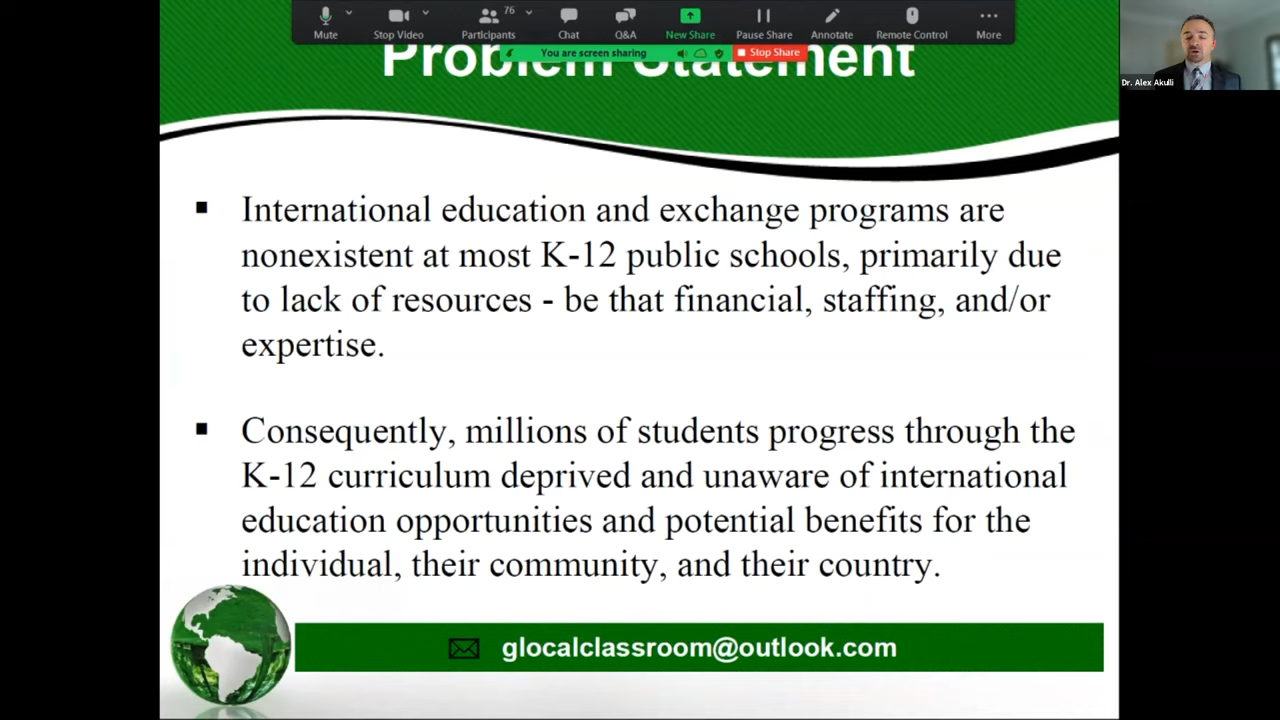 76
Mute
Stop Video
Participants
Chat
Q&A
New Share
Pause Share
Annotate
Remote Control
More
You are screen sharing
Stop Share
Problem Statement
Dr. Alex Akulli
▪ International education and exchange programs are
nonexistent at most K-12 public schools, primarily due
to lack of resources - be that financial, staffing, and/or
expertise.
▪ Consequently, millions of students progress through the
K-12 curriculum deprived and unaware of international
education opportunities and potential benefits for the
individual, their community, and their country.
glocalclassroom@outlook.com